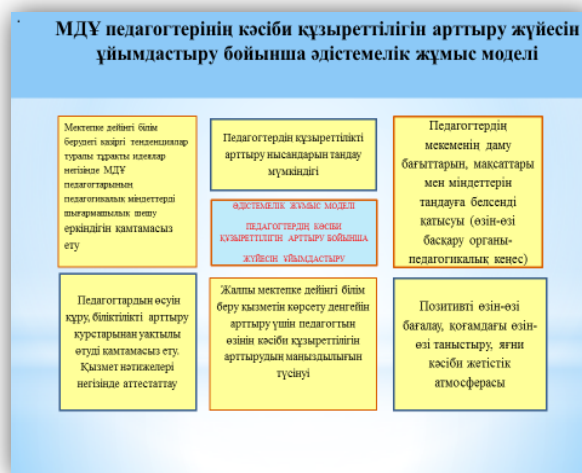 МДҰ педагогтерінің кәсіби құзыреттілігін арттыру жүйесін
ұйымдастыру бойынша әдістемелік жұмыс моделі
Мектепке дейінгі білім
берудегі қазіргі тенденциялар
туралы тұрақты идеялар
негізінде МДҰ
педагогтарының
педагогикалық міндеттерді
шығармашылық шешу
еркіндігін қамтамасыз
ету
Педагогтердің құзыреттілікті
арттыру нысандарын таңдау
мүмкіндігі
Педагогтердің
мекеменің даму
бағыттарын, мақсаттары
мен міндеттерін
таңдауға белсенді
қатысуы (өзін-өзі
басқару органы-
педагогикалық кеңес)
ӘДІСТЕМЕЛІК ЖҰМЫС МОДЕЛІ
ПЕДАГОГТЕРДІҢ КӘСІБИ
ҚҰЗЫРЕТТІЛІГІН АРТТЫРУ БОЙЫНША
ЖҮЙЕСІН ҰЙЫМДАСТЫРУ
Педагогтардын өсуін
құру, біліктілікті арттыру
курстарынан уақтылы
өтуді қамтамасыз ету.
Қызмет нәтижелері
негізінде аттестаттау
Жалпы мектепке дейінгі білім
беру қызметін көрсету деңгейін
арттыру үшін педагогтың
өзінің кәсіби құзыреттілігін
арттырудың маңыздылығын
түсінуі
Позитивті өзін-өзі
бағалау, қоғамдағы өзін-
өзі таныстыру, яғни
кәсіби жетістік
атмосферасы